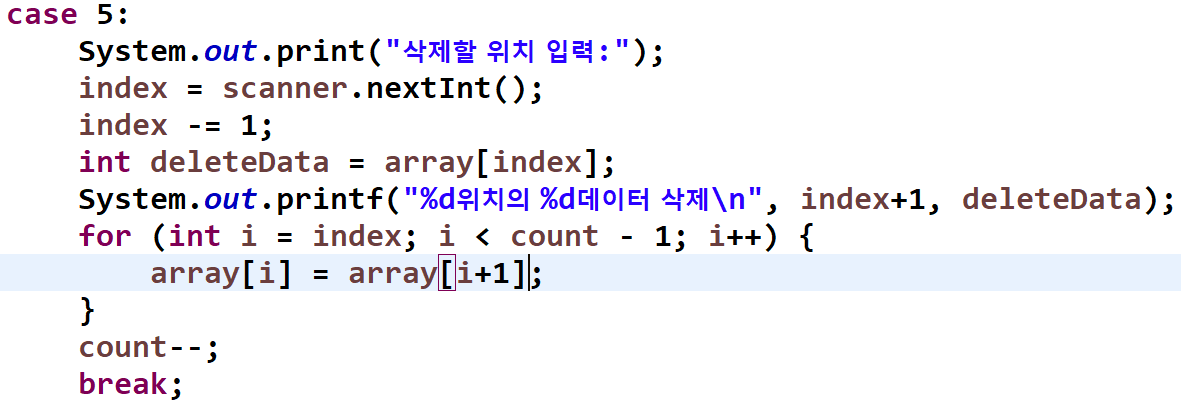 case 5:
    System.out.print("삭제할 위치 입력:");
    index = scanner.nextInt();
    index -= 1;
    int deleteData = array[index];
    System.out.printf("%d위치의 %d데이터 삭제\n", index+1, deleteData);
    for (int i = index; i < count - 1; i++) {
        array[i] = array[i+1];
    }
    count--;
    break;